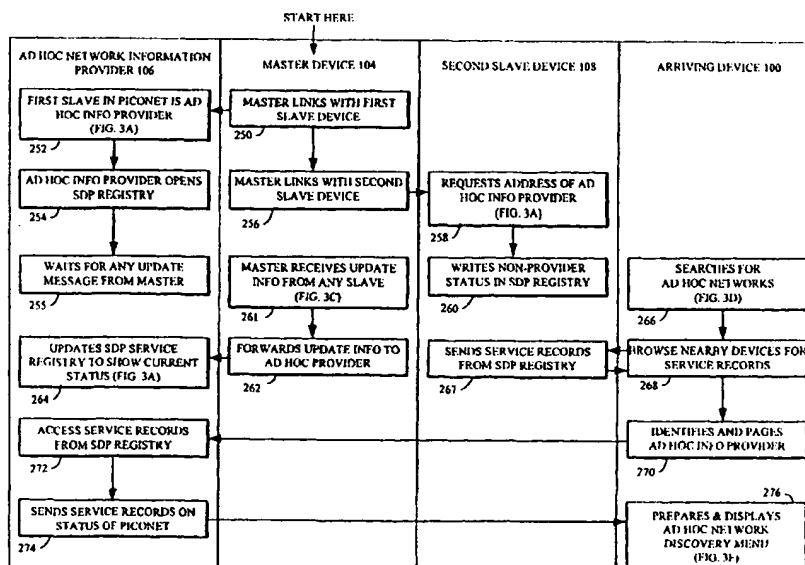 START HERE
AD HOC NETWORK INFORMATION
PROVIDER 106
MASTER DEVICE 104
SECOND SLAVE DEVICE 108
ARRIVING DEVICE 100
FIRST SLAVE IN PICONET IS AD
HOC INFO PROVIDER
(FIG. 3A)
252
MASTER LINKS WITH FIRST
SLAVE DEVICE
250
AD HOC INFO PROVIDER OPENS
SDP REGISTRY
254
MASTER LINKS WITH SECOND
SLAVE DEVICE
256
REQUESTS ADDRESS OF AD
HOC INFO PROVIDER
(FIG. 3A)
258
WAITS FOR ANY UPDATE
MESSAGE FROM MASTER
255
MASTER RECEIVES UPDATE
INFO FROM ANY SLAVE
(FIG. 3C)
261
WRITES NON-PROVIDER
STATUS IN SDP REGISTRY
260
SEARCHES FOR
AD HOC NETWORKS
(FIG. 3D)
266
UPDATES SDP SERVICE
REGISTRY TO SHOW CURRENT
STATUS (FIG. 3A)
264
FORWARDS UPDATE INFO TO
AD HOC PROVIDER
262
SENDS SERVICE RECORDS
FROM SDP REGISTRY
267
BROWSE NEARBY DEVICES FOR
SERVICE RECORDS
268
ACCESS SERVICE RECORDS
FROM SDP REGISTRY
272
IDENTIFIES AND PAGES
AD HOC INFO PROVIDER
270
SENDS SERVICE RECORDS ON
STATUS OF PICONET
274
276
PREPARES & DISPLAYS
AD HOC NETWORK
DISCOVERY MENU
(FIG. 3F)